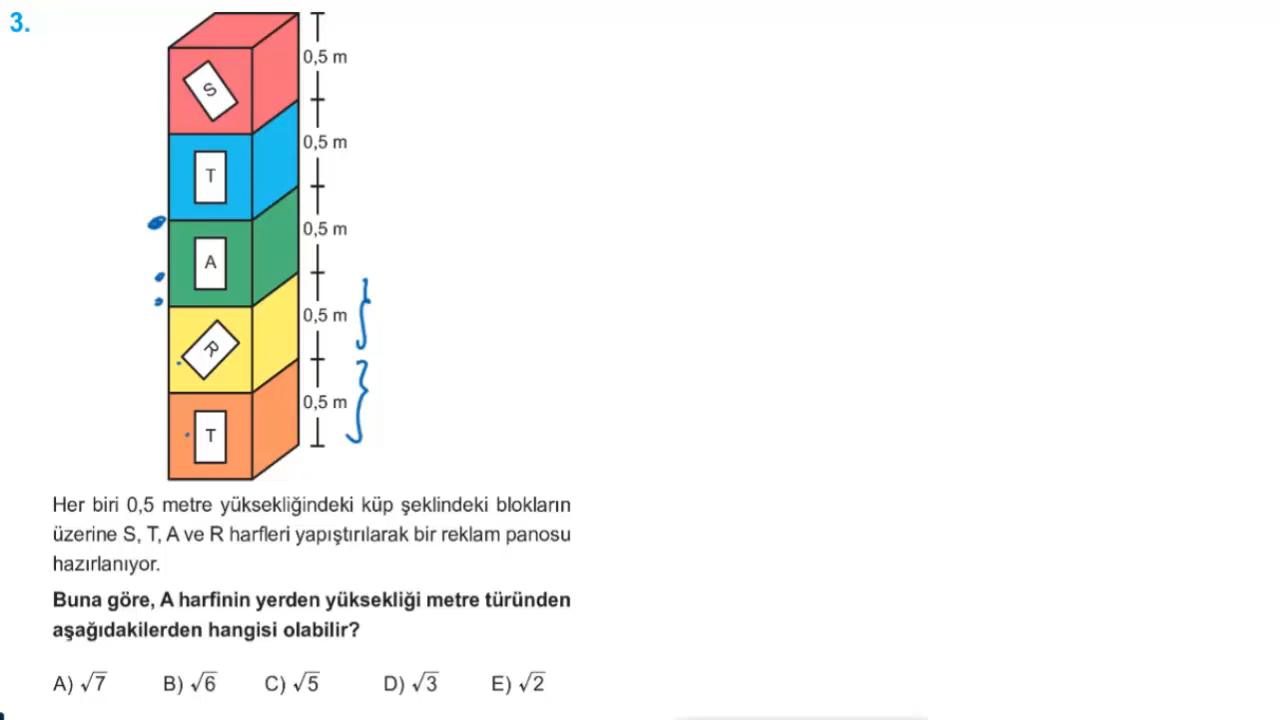 3.
S
0,5 m
T
0,5 m
A
0,5 m
R
0,5 m
T
0,5 m
Her biri 0,5 metre yüksekliğindeki küp şeklindeki blokların
üzerine S, T, A ve R harfleri yapıştırılarak bir reklam panosu
hazırlanıyor.
Buna göre, A harfinin yerden yüksekliği metre türünden
aşağıdakilerden hangisi olabilir?
A) √7 B) √6 C) √5 D) √3 E) √2